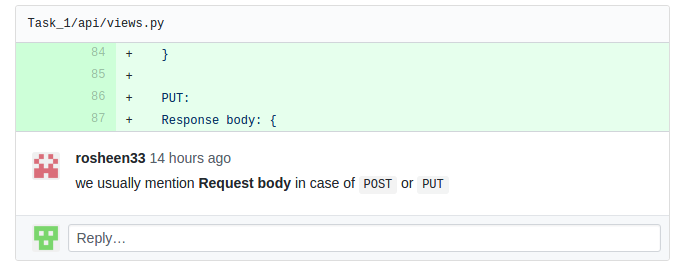 Task_1/api/views.py
84 + }
85 +
86 + PUT:
87 + Response body: {
rosheen33 14 hours ago
we usually mention Request body in case of POST or PUT
Reply…